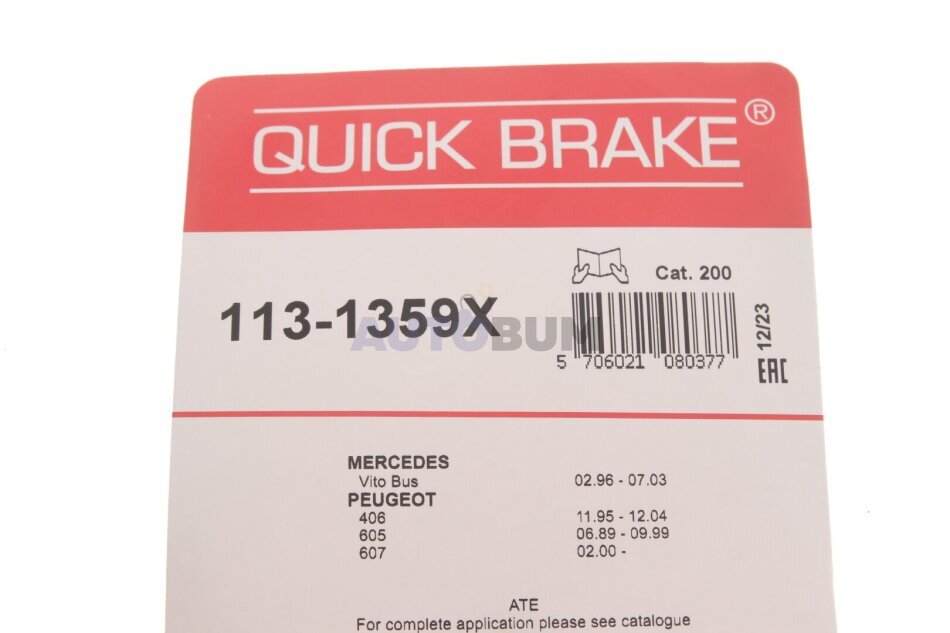 QUICK BRAKE®
Cat. 200
113-1359X
AUTOBUM
12/23
5 706021 080377
EAC
MERCEDES
Vito Bus 02.96 - 07.03
PEUGEOT
406 11.95 - 12.04
605 06.89 - 09.99
607 02.00 -
ATE
For complete application please see catalogue